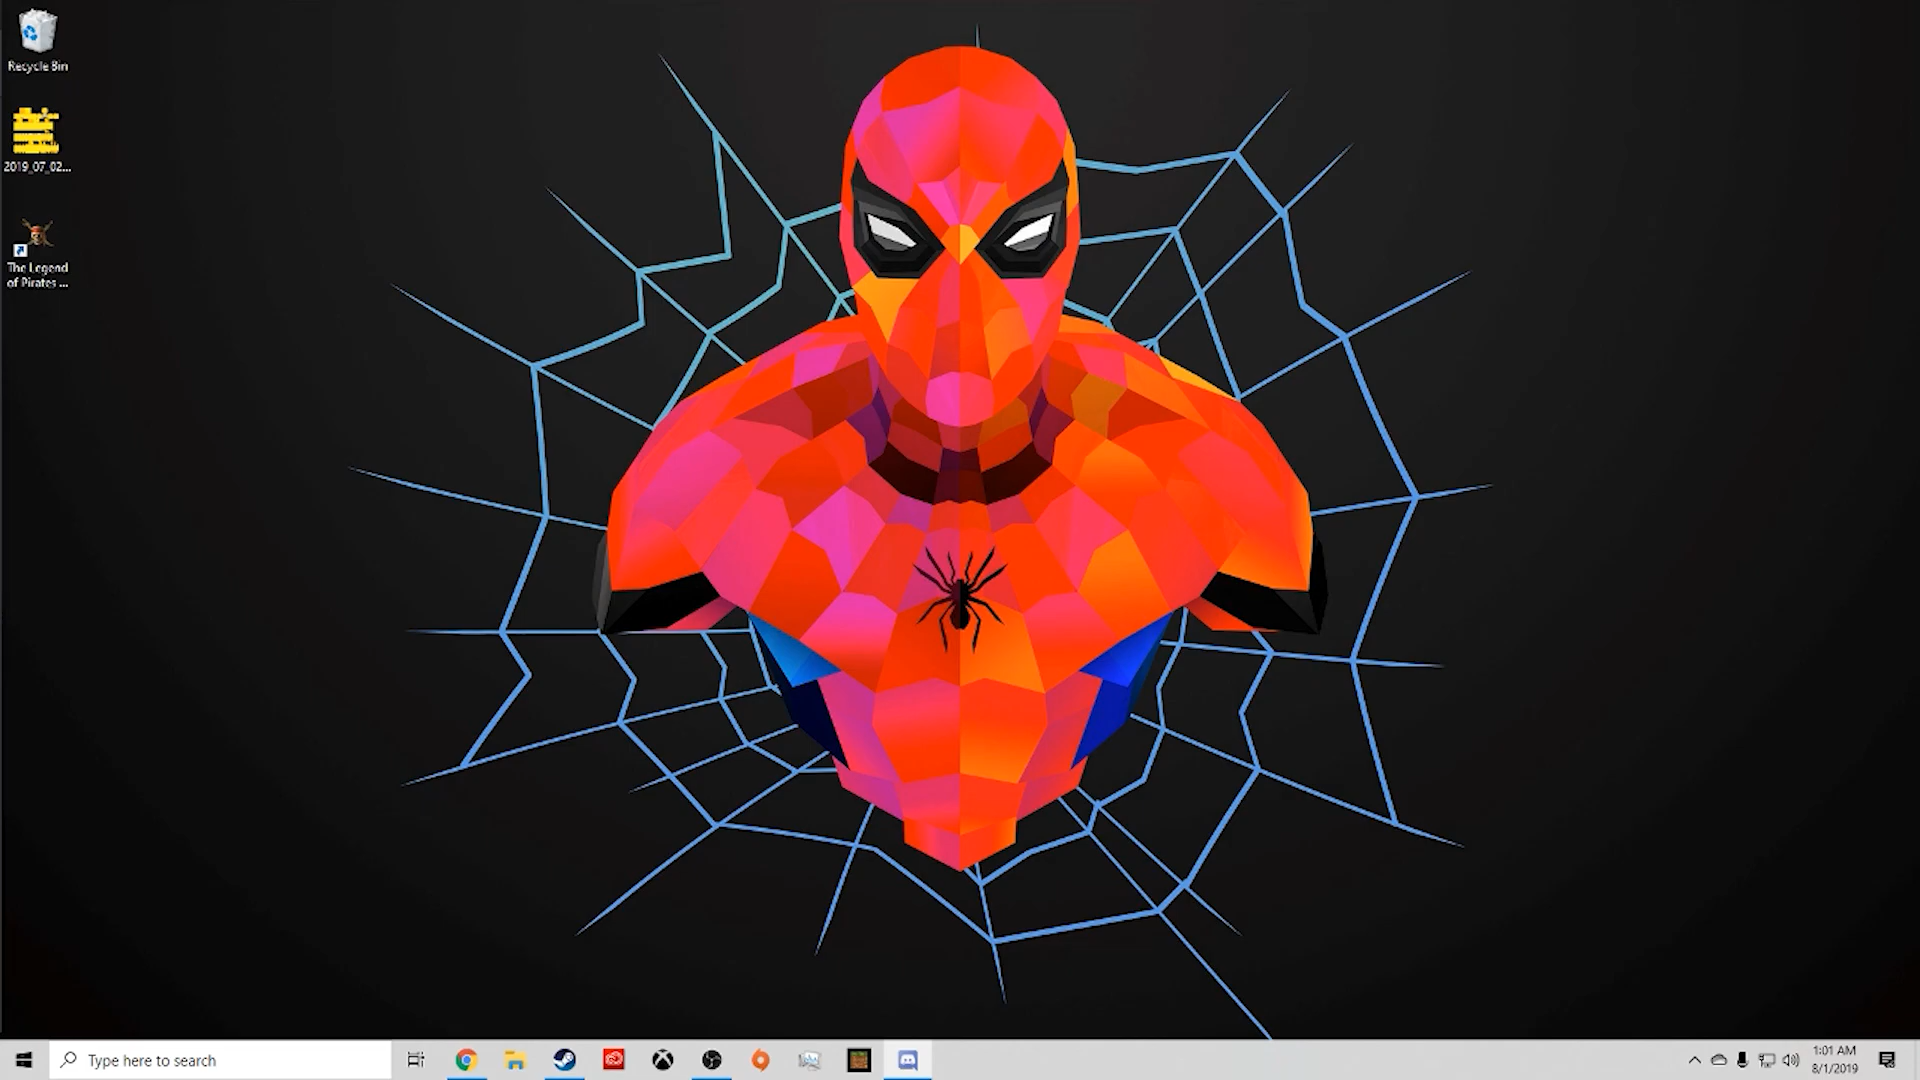 Recycle Bin
2019_07_02...
The Legend
of Pirates ...
Type here to search
1:01 AM
8/1/2019